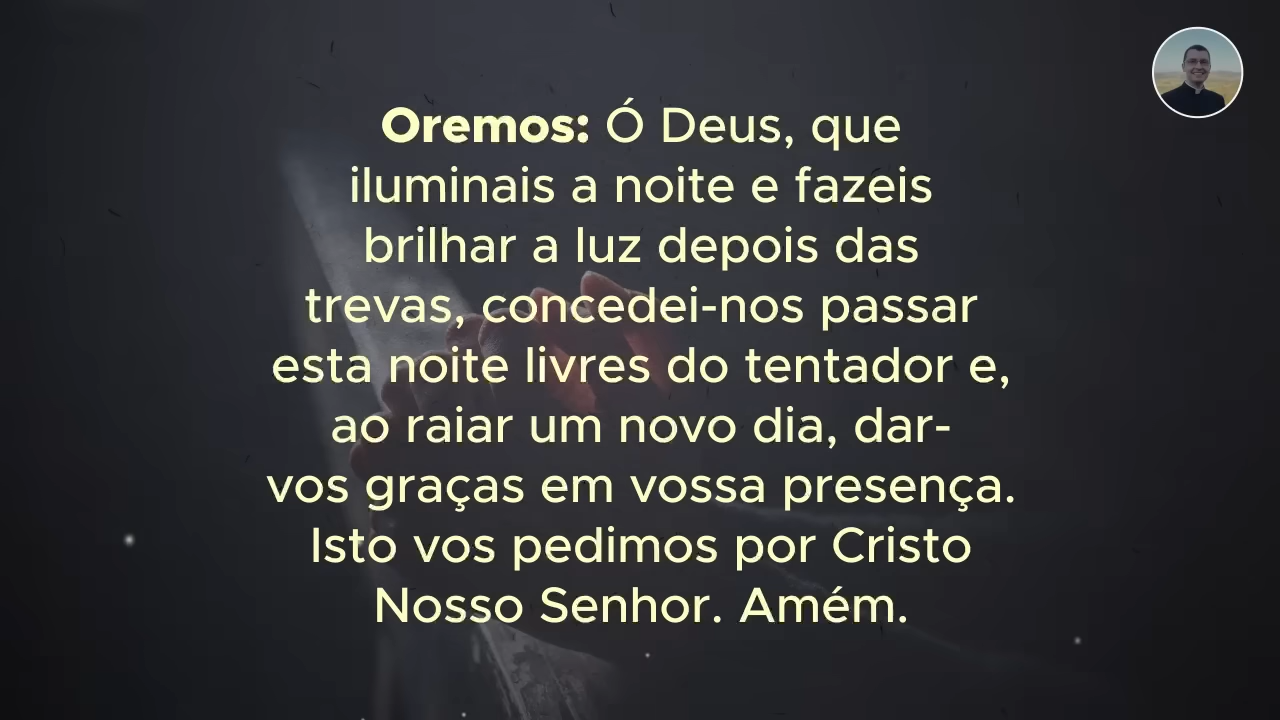 Oremos: Ó Deus, que
iluminais a noite e fazeis
brilhar a luz depois das
trevas, concedei-nos passar
esta noite livres do tentador e,
ao raiar um novo dia, dar-
vos graças em vossa presença.
Isto vos pedimos por Cristo
Nosso Senhor. Amém.